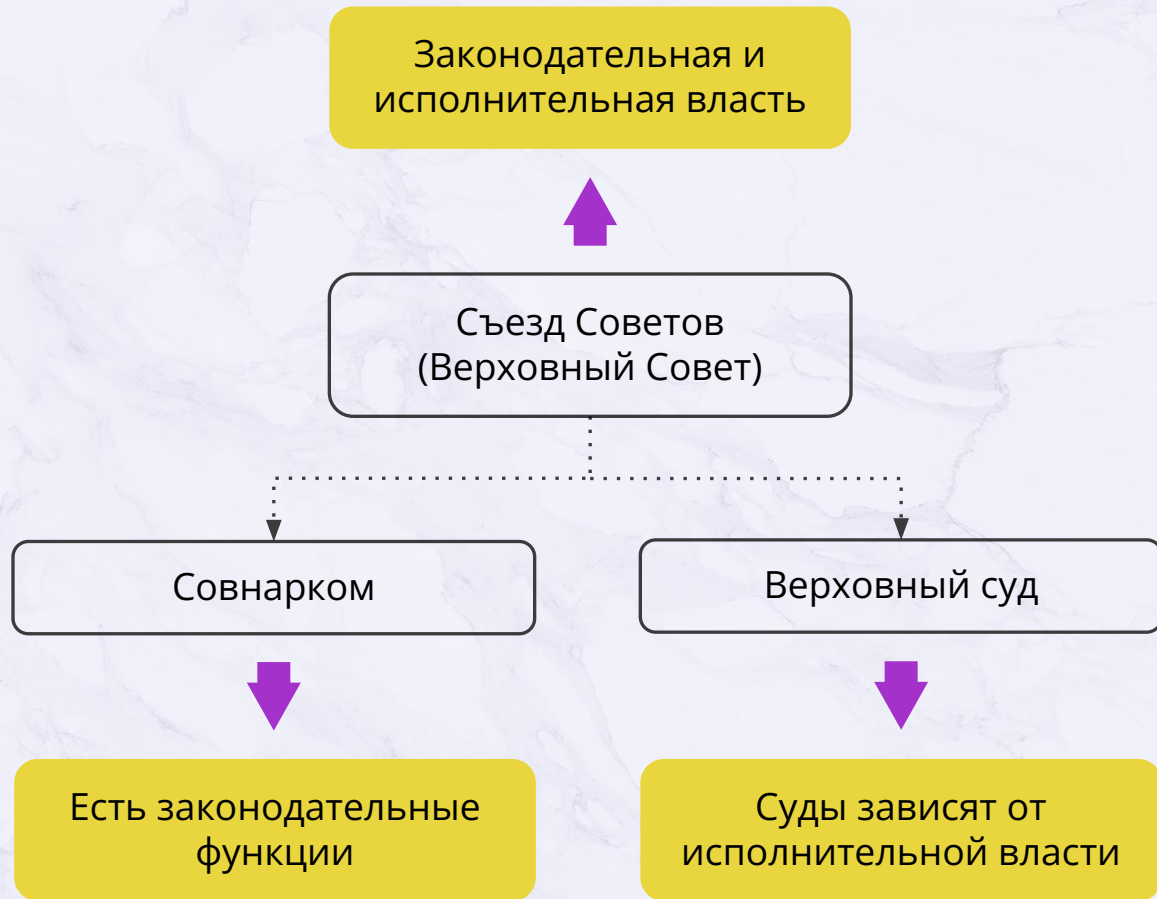 Законодательная и
исполнительная власть
Съезд Советов
(Верховный Совет)
Совнарком
Верховный суд
Есть законодательные
функции
Суды зависят от
исполнительной власти